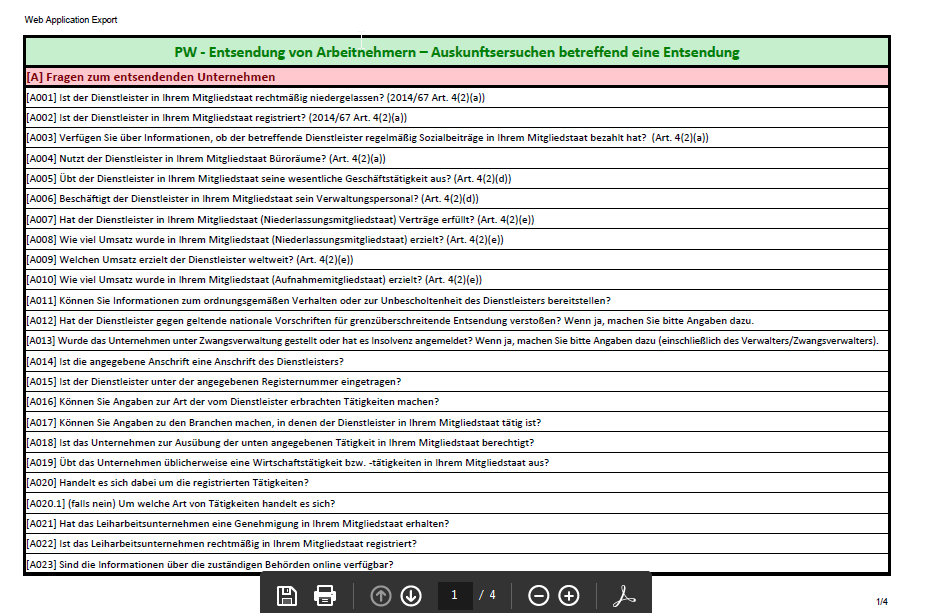 Web Application Export
PW - Entsendung von Arbeitnehmern – Auskunftsersuchen betreffend eine Entsendung
[A] Fragen zum entsendenden Unternehmen
[A001] Ist der Dienstleister in Ihrem Mitgliedstaat rechtmäßig niedergelassen? (2014/67 Art. 4(2)(a))
[A002] Ist der Dienstleister in Ihrem Mitgliedstaat registriert? (2014/67 Art. 4(2)(a))
[A003] Verfügen Sie über Informationen, ob der betreffende Dienstleister regelmäßig Sozialbeiträge in Ihrem Mitgliedstaat bezahlt hat? (Art. 4(2)(a))
[A004] Nutzt der Dienstleister in Ihrem Mitgliedstaat Büroräume? (Art. 4(2)(a))
[A005] Übt der Dienstleister in Ihrem Mitgliedstaat seine wesentliche Geschäftstätigkeit aus? (Art. 4(2)(d))
[A006] Beschäftigt der Dienstleister in Ihrem Mitgliedstaat sein Verwaltungspersonal? (Art. 4(2)(d))
[A007] Hat der Dienstleister in Ihrem Mitgliedstaat (Niederlassungsmitgliedstaat) Verträge erfüllt? (Art. 4(2)(e))
[A008] Wie viel Umsatz wurde in Ihrem Mitgliedstaat (Niederlassungsmitgliedstaat) erzielt? (Art. 4(2)(e))
[A009] Welchen Umsatz erzielt der Dienstleister weltweit? (Art. 4(2)(e))
[A010] Wie viel Umsatz wurde in Ihrem Mitgliedstaat (Aufnahmemitgliedstaat) erzielt? (Art. 4(2)(e))
[A011] Können Sie Informationen zum ordnungsgemäßen Verhalten oder zur Unbescholtenheit des Dienstleisters bereitstellen?
[A012] Hat der Dienstleister gegen geltende nationale Vorschriften für grenzüberschreitende Entsendung verstoßen? Wenn ja, machen Sie bitte Angaben dazu.
[A013] Wurde das Unternehmen unter Zwangsverwaltung gestellt oder hat es Insolvenz angemeldet? Wenn ja, machen Sie bitte Angaben dazu (einschließlich des Verwalters/Zwangsverwalters).
[A014] Ist die angegebene Anschrift eine Anschrift des Dienstleisters?
[A015] Ist der Dienstleister unter der angegebenen Registernummer eingetragen?
[A016] Können Sie Angaben zur Art der vom Dienstleister erbrachten Tätigkeiten machen?
[A017] Können Sie Angaben zu den Branchen machen, in denen der Dienstleister in Ihrem Mitgliedstaat tätig ist?
[A018] Ist das Unternehmen zur Ausübung der unten angegebenen Tätigkeit in Ihrem Mitgliedstaat berechtigt?
[A019] Übt das Unternehmen üblicherweise eine Wirtschaftstätigkeit bzw. -tätigkeiten in Ihrem Mitgliedstaat aus?
[A020] Handelt es sich dabei um die registrierten Tätigkeiten?
[A020.1] (falls nein) Um welche Art von Tätigkeiten handelt es sich?
[A021] Hat das Leiharbeitsunternehmen eine Genehmigung in Ihrem Mitgliedstaat erhalten?
[A022] Ist das Leiharbeitsunternehmen rechtmäßig in Ihrem Mitgliedstaat registriert?
[A023] Sind die Informationen über die zuständigen Behörden online verfügbar?
1 / 4
1/4